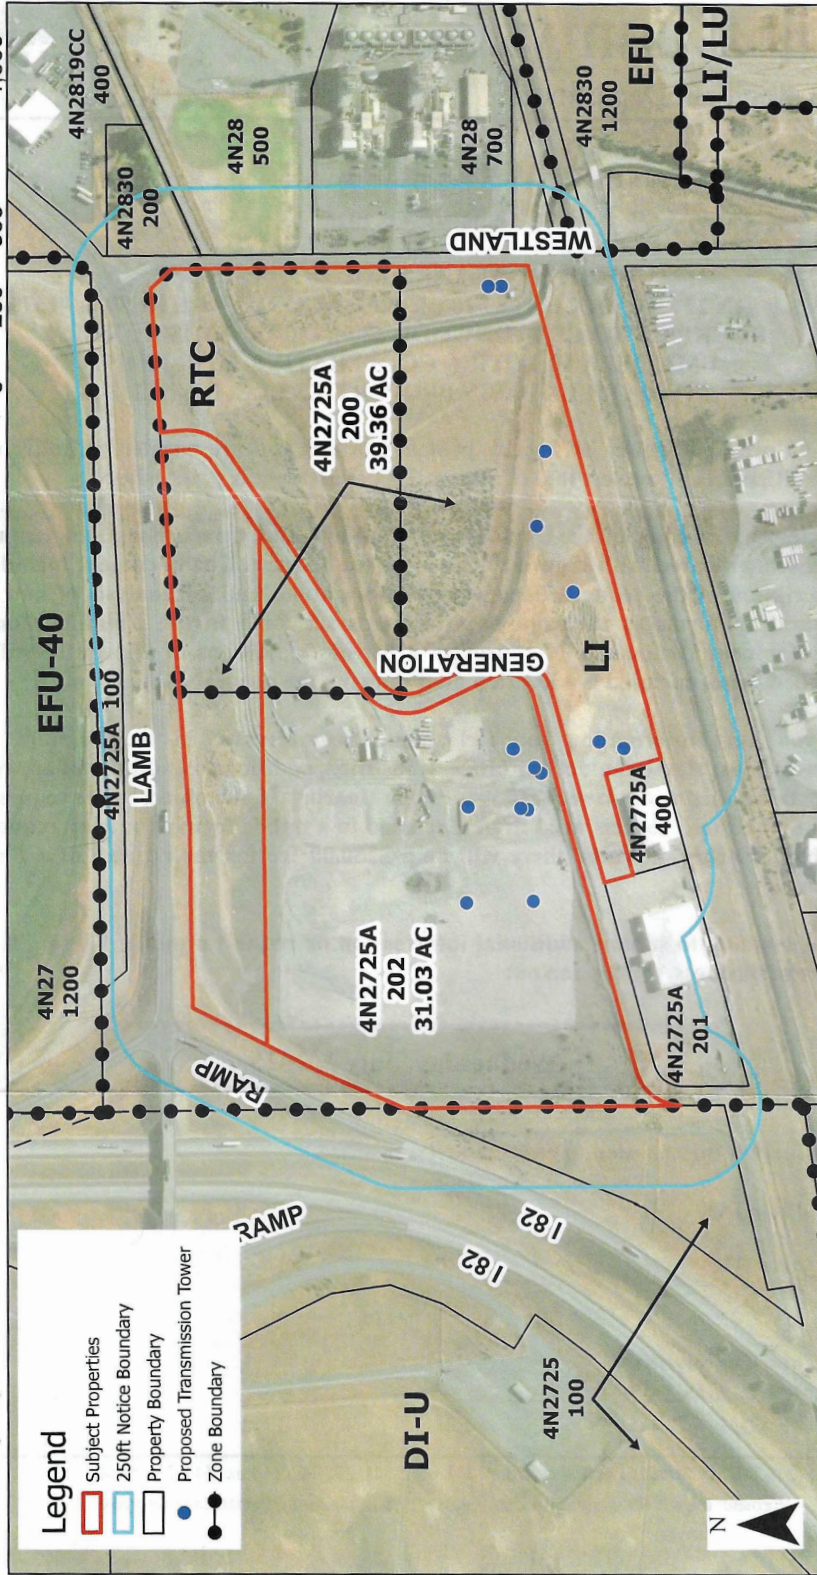 Legend
Subject Properties
250ft Notice Boundary
Property Boundary
Proposed Transmission Tower
Zone Boundary
N
4N27
1200
EFU-40
4N2725A 100
LAMB
RAMP
RAMP
I 82
I 82
DI-U
4N2725
100
4N2725A
202
31.03 AC
4N2725A
201
4N2725A
400
GENERATION
LI
4N2725A
200
39.36 AC
RTC
WESTLAND
4N2819CC
400
4N2830
200
4N28
500
4N28
700
4N2830
1200
EFU
LI/LU